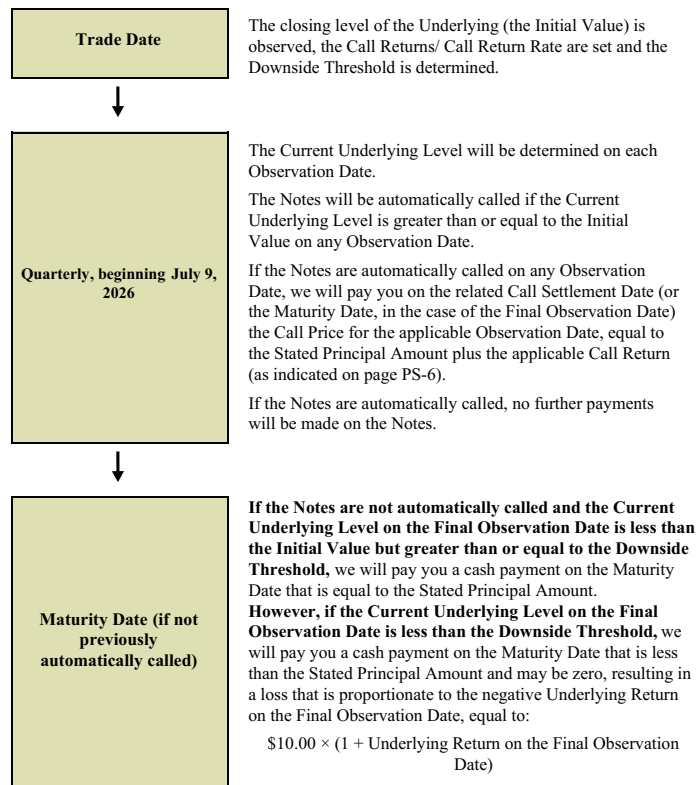 Trade Date
The closing level of the Underlying (the Initial Value) is
observed, the Call Returns/ Call Return Rate are set and the
Downside Threshold is determined.
Quarterly, beginning July 9,
2026
The Current Underlying Level will be determined on each
Observation Date.
The Notes will be automatically called if the Current
Underlying Level is greater than or equal to the Initial
Value on any Observation Date.
If the Notes are automatically called on any Observation
Date, we will pay you on the related Call Settlement Date (or
the Maturity Date, in the case of the Final Observation Date)
the Call Price for the applicable Observation Date, equal to
the Stated Principal Amount plus the applicable Call Return
(as indicated on page PS-6).
If the Notes are automatically called, no further payments
will be made on the Notes.
Maturity Date (if not
previously
automatically called)
If the Notes are not automatically called and the Current
Underlying Level on the Final Observation Date is less than
the Initial Value but greater than or equal to the Downside
Threshold, we will pay you a cash payment on the Maturity
Date that is equal to the Stated Principal Amount.
However, if the Current Underlying Level on the Final
Observation Date is less than the Downside Threshold, we
will pay you a cash payment on the Maturity Date that is less
than the Stated Principal Amount and may be zero, resulting in
a loss that is proportionate to the negative Underlying Return
on the Final Observation Date, equal to:
$10.00 × (1 + Underlying Return on the Final Observation
Date)